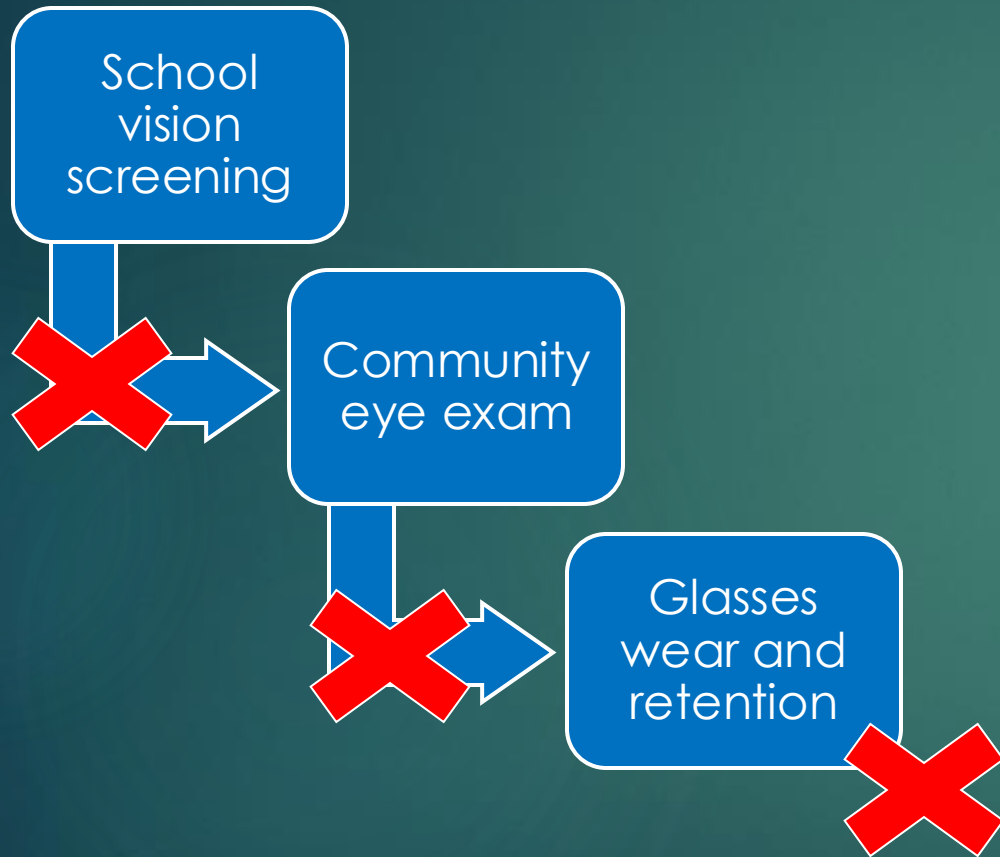 School
vision
screening
Community
eye exam
Glasses
wear and
retention